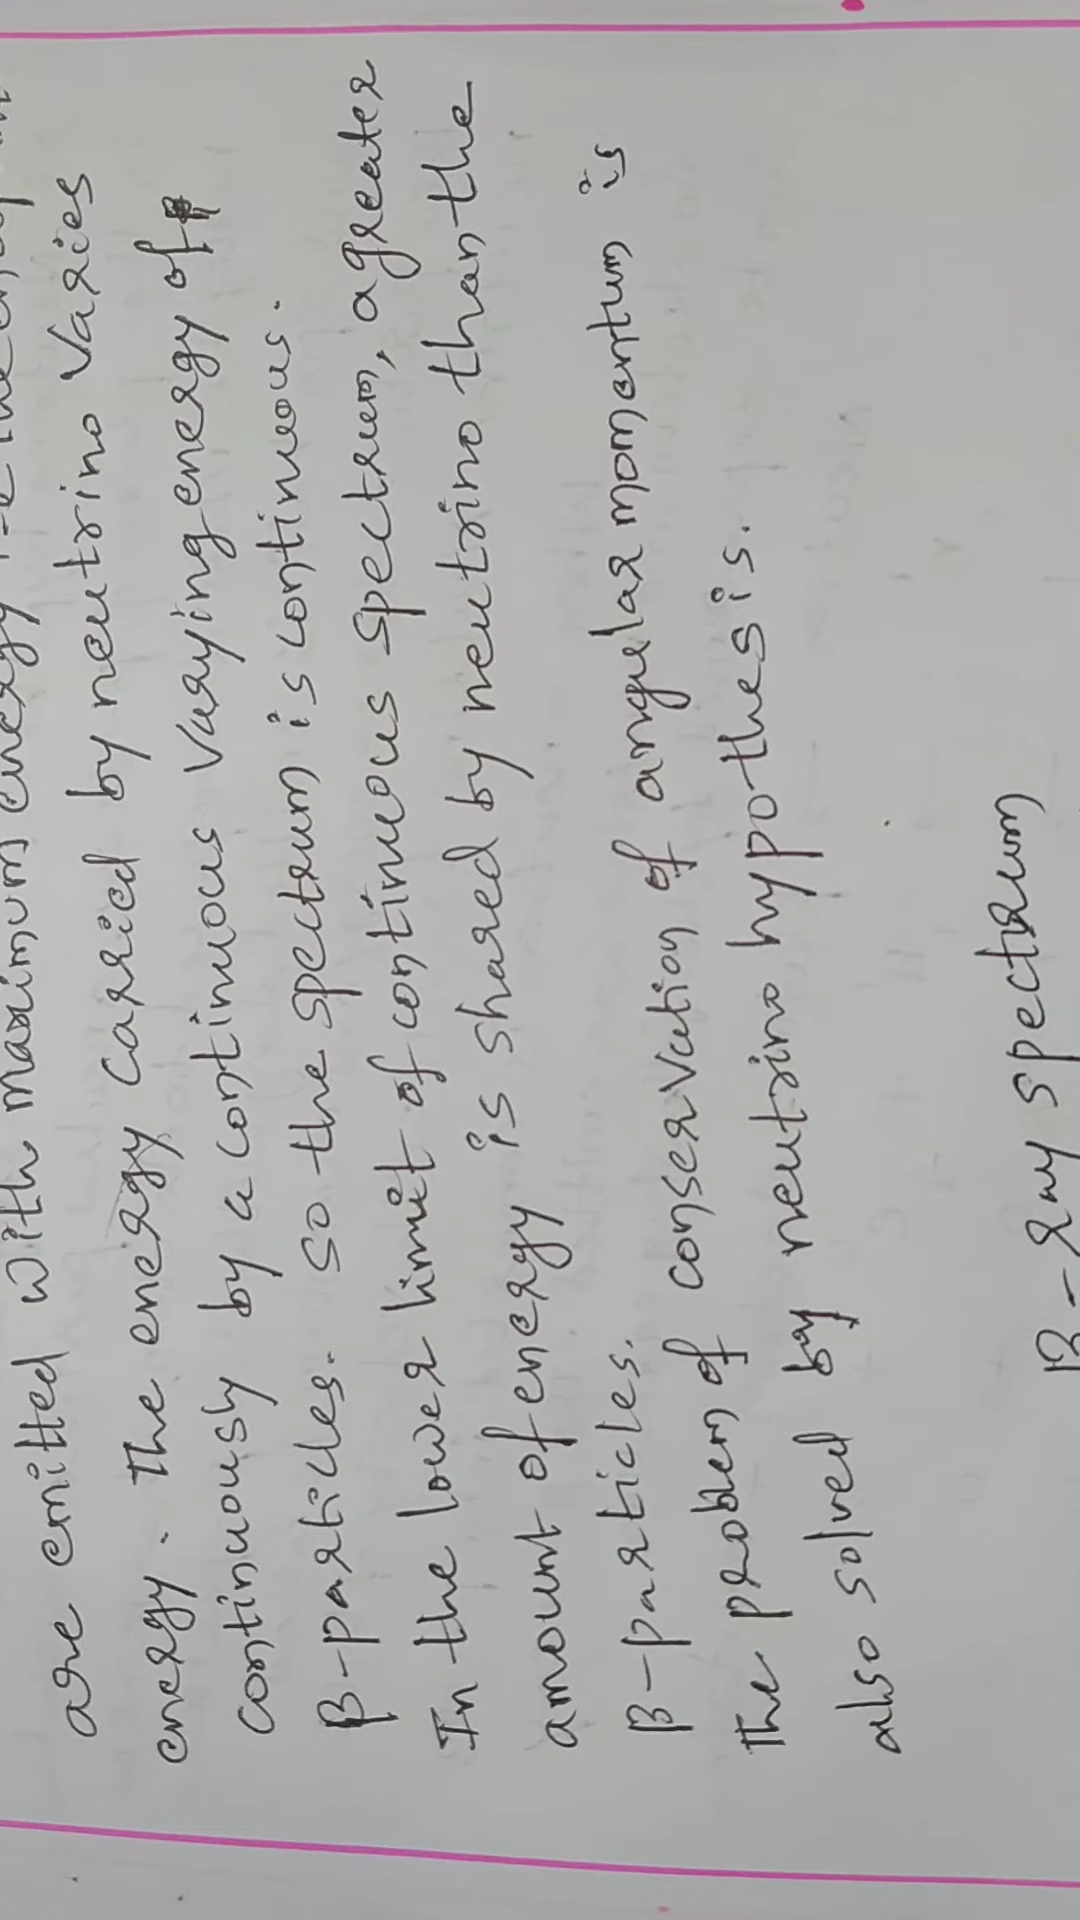 are emitted with maximum energy
energy. The energy carried by neutrino varies
continuously by a continuous varying energy of
β-particles. So the spectrum is continuous.
In the lower limit of continuous spectrum, a greater
amount of energy is shared by neutrino than the
β-particles.
The problem of conservation of angular momentum is
also solved by neutrino hypothesis.
β-ray spectrum